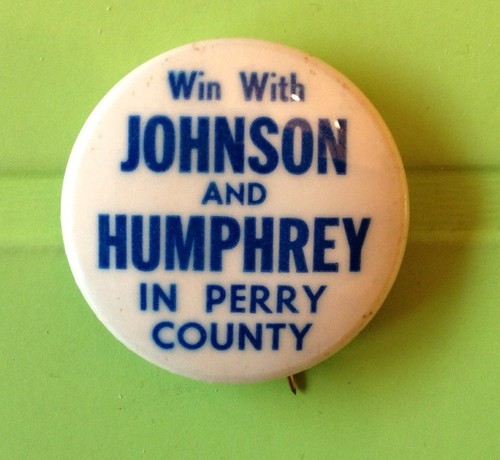 Win With
JOHNSON
AND
HUMPHREY
IN PERRY
COUNTY